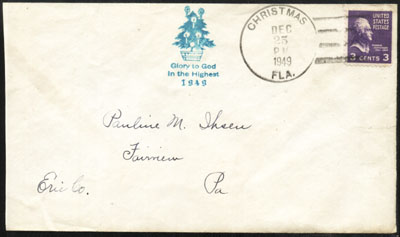 Glory to God
in the Highest
1949
CHRISTMAS
DEC
25
PM
1949
FLA.
UNITED
STATES
POSTAGE
3 CENTS 3
Pauline M. Ihsen
Fairview
Erie Co. Pa